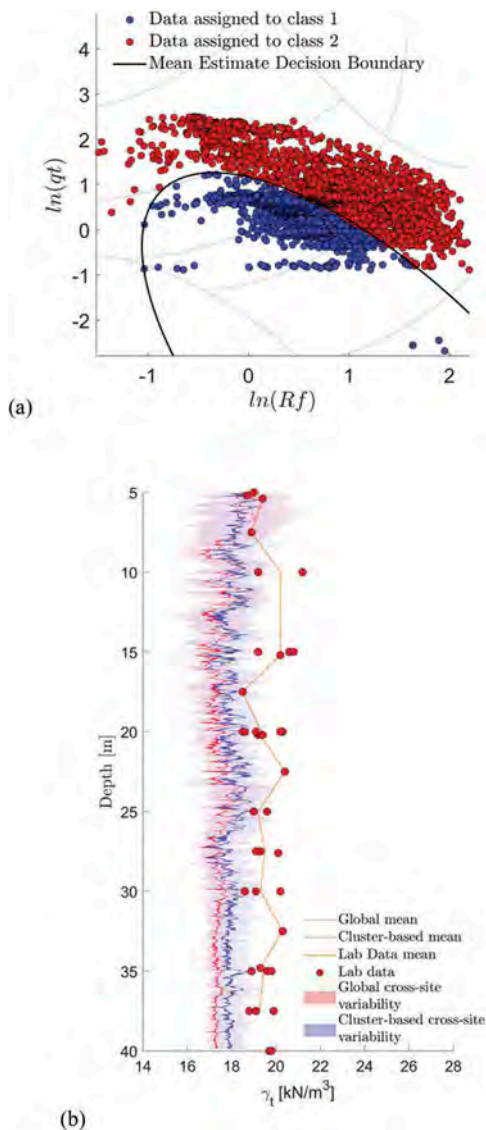 Data assigned to class 1
Data assigned to class 2
Mean Estimate Decision Boundary
4
3
2
1
0
-1
-2
ln(qt)
-1 0 1 2
ln(Rf)
(a)
5
10
15
20
25
30
35
40
Depth [m]
Global mean
Cluster-based mean
Lab Data mean
Lab data
Global cross-site
variability
Cluster-based cross-site
variability
14 16 18 20 22 24 26 28
γt [kN/m³]
(b)